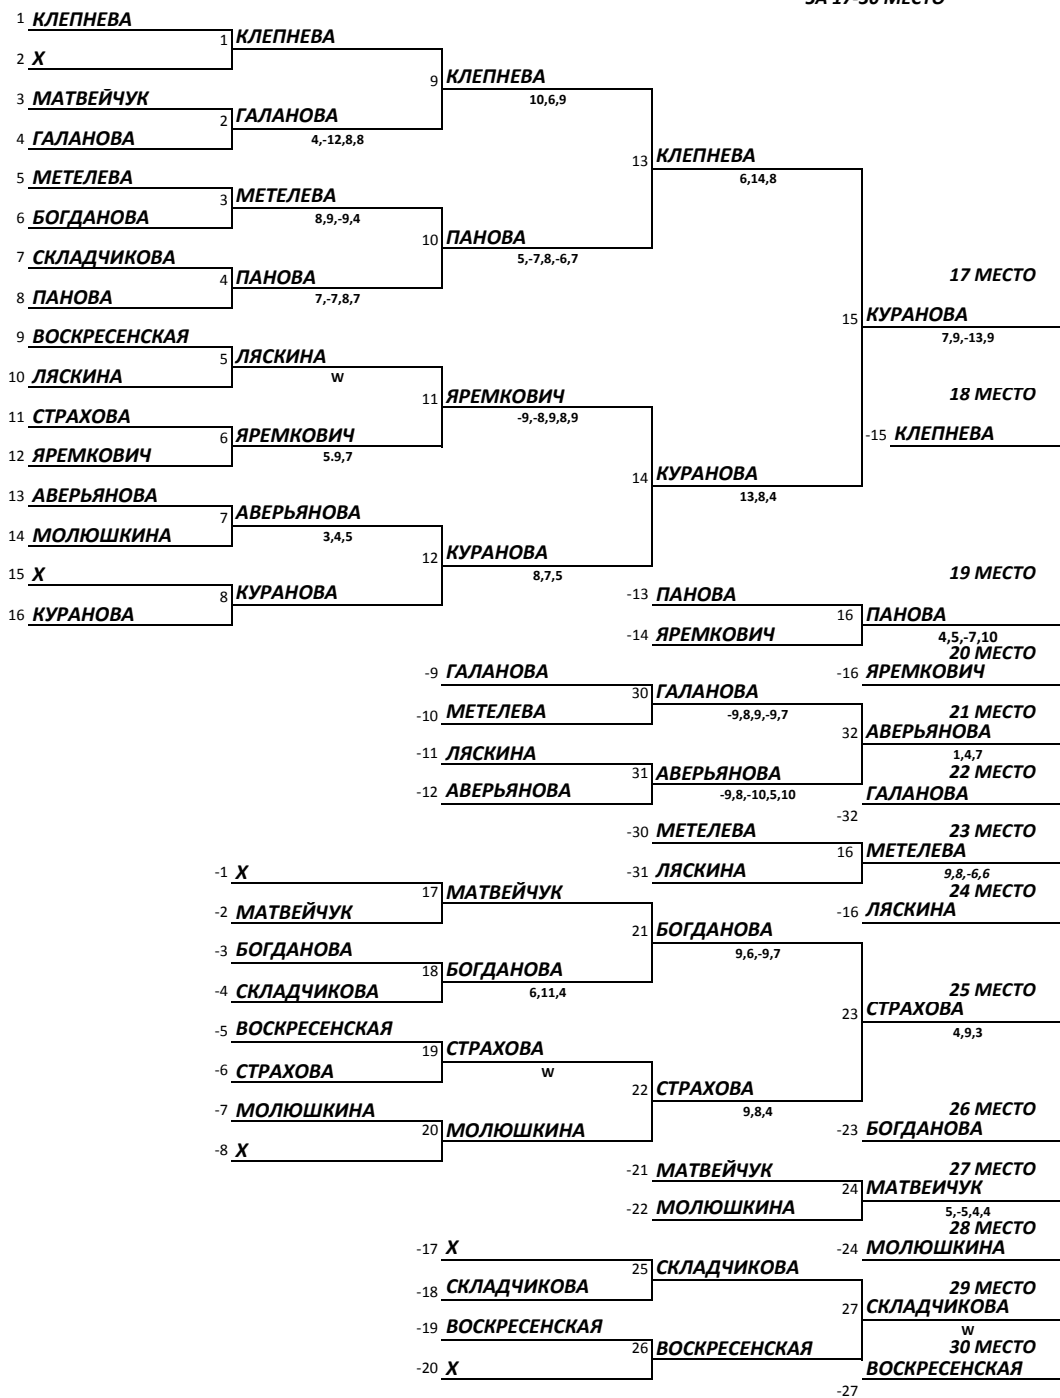 ЗА 17-30 МЕСТО
1 КЛЕПНЕВА
1 КЛЕПНЕВА
2 X
9 КЛЕПНЕВА
10,6,9
3 МАТВЕЙЧУК
2 ГАЛАНОВА
4,-12,8,8
4 ГАЛАНОВА
13 КЛЕПНЕВА
6,14,8
5 МЕТЕЛЕВА
3 МЕТЕЛЕВА
8,9,-9,4
6 БОГДАНОВА
10 ПАНОВА
5,-7,8,-6,7
7 СКЛАДЧИКОВА
4 ПАНОВА
7,-7,8,7
8 ПАНОВА
17 МЕСТО
15 КУРАНОВА
7,9,-13,9
9 ВОСКРЕСЕНСКАЯ
5 ЛЯСКИНА
W
10 ЛЯСКИНА
11 ЯРЕМКОВИЧ
-9,-8,9,8,9
18 МЕСТО
-15 КЛЕПНЕВА
11 СТРАХОВА
6 ЯРЕМКОВИЧ
5.9,7
12 ЯРЕМКОВИЧ
14 КУРАНОВА
13,8,4
13 АВЕРЬЯНОВА
7 АВЕРЬЯНОВА
3,4,5
14 МОЛЮШКИНА
12 КУРАНОВА
8,7,5
15 X
8 КУРАНОВА
16 КУРАНОВА
19 МЕСТО
-13 ПАНОВА
16 ПАНОВА
4,5,-7,10
-14 ЯРЕМКОВИЧ
20 МЕСТО
-16 ЯРЕМКОВИЧ
-9 ГАЛАНОВА
30 ГАЛАНОВА
-9,8,9,-9,7
-10 МЕТЕЛЕВА
21 МЕСТО
32 АВЕРЬЯНОВА
1,4,7
-11 ЛЯСКИНА
31 АВЕРЬЯНОВА
-9,8,-10,5,10
-12 АВЕРЬЯНОВА
22 МЕСТО
ГАЛАНОВА
-32
23 МЕСТО
-30 МЕТЕЛЕВА
16 МЕТЕЛЕВА
9,8,-6,6
-31 ЛЯСКИНА
24 МЕСТО
-16 ЛЯСКИНА
-1 X
17 МАТВЕЙЧУК
-2 МАТВЕЙЧУК
21 БОГДАНОВА
9,6,-9,7
-3 БОГДАНОВА
18 БОГДАНОВА
6,11,4
-4 СКЛАДЧИКОВА
25 МЕСТО
23 СТРАХОВА
4,9,3
-5 ВОСКРЕСЕНСКАЯ
19 СТРАХОВА
W
-6 СТРАХОВА
22 СТРАХОВА
9,8,4
-7 МОЛЮШКИНА
20 МОЛЮШКИНА
-8 X
26 МЕСТО
-23 БОГДАНОВА
27 МЕСТО
-21 МАТВЕЙЧУК
24 МАТВЕИЧУК
5,-5,4,4
-22 МОЛЮШКИНА
28 МЕСТО
-24 МОЛЮШКИНА
-17 X
25 СКЛАДЧИКОВА
-18 СКЛАДЧИКОВА
29 МЕСТО
27 СКЛАДЧИКОВА
W
-19 ВОСКРЕСЕНСКАЯ
26 ВОСКРЕСЕНСКАЯ
-20 X
30 МЕСТО
ВОСКРЕСЕНСКАЯ
-27